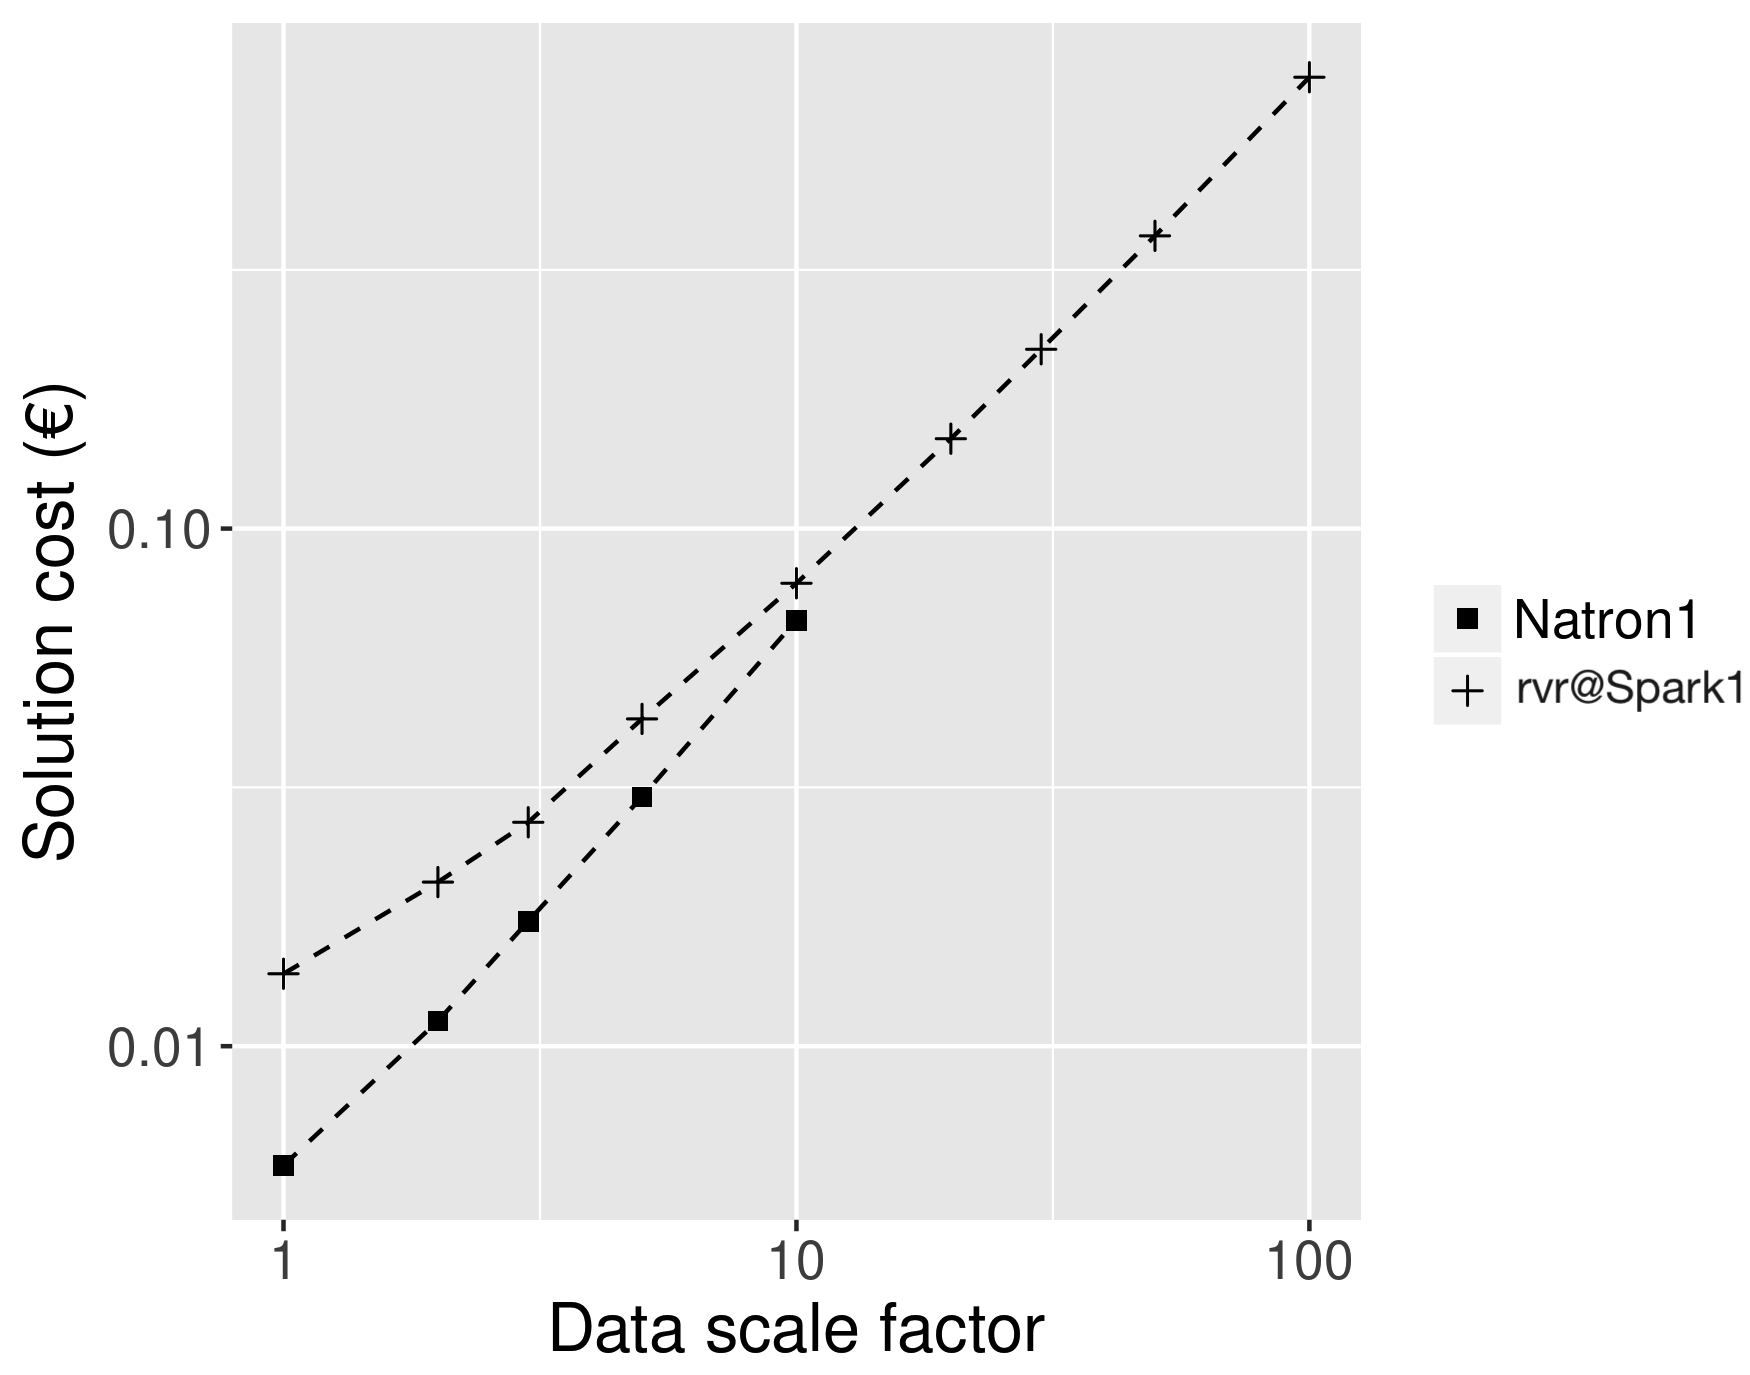 Solution cost (€)
0.10
0.01
1 10 100
Data scale factor
Natron1
rvr@Spark1